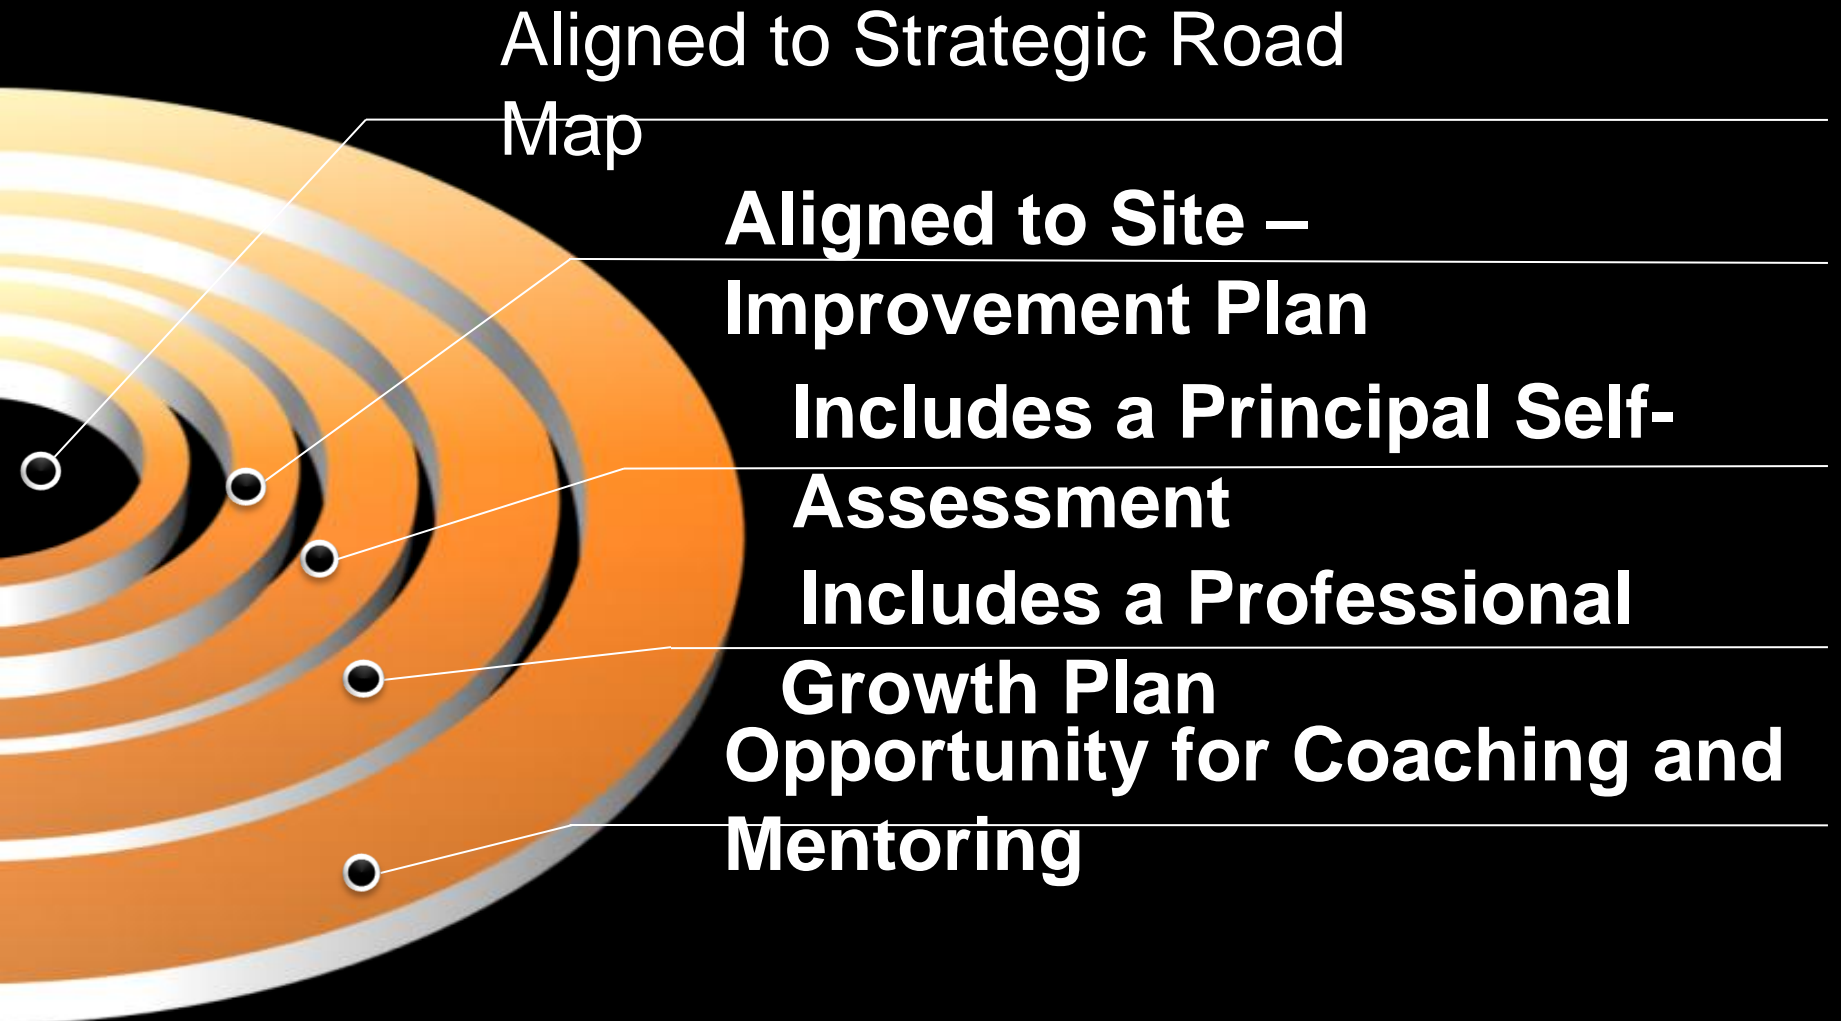 Aligned to Strategic Road
Map
Aligned to Site –
Improvement Plan
Includes a Principal Self-
Assessment
Includes a Professional
Growth Plan
Opportunity for Coaching and
Mentoring